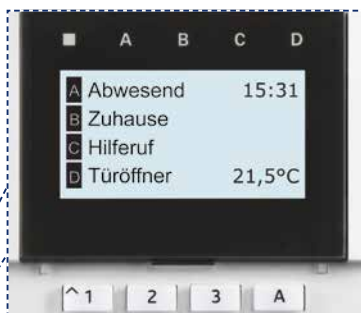 ■ A B C D
A Abwesend 15:31
B Zuhause
C Hilferuf
D Türöffner 21,5°C
^1 2 3 A